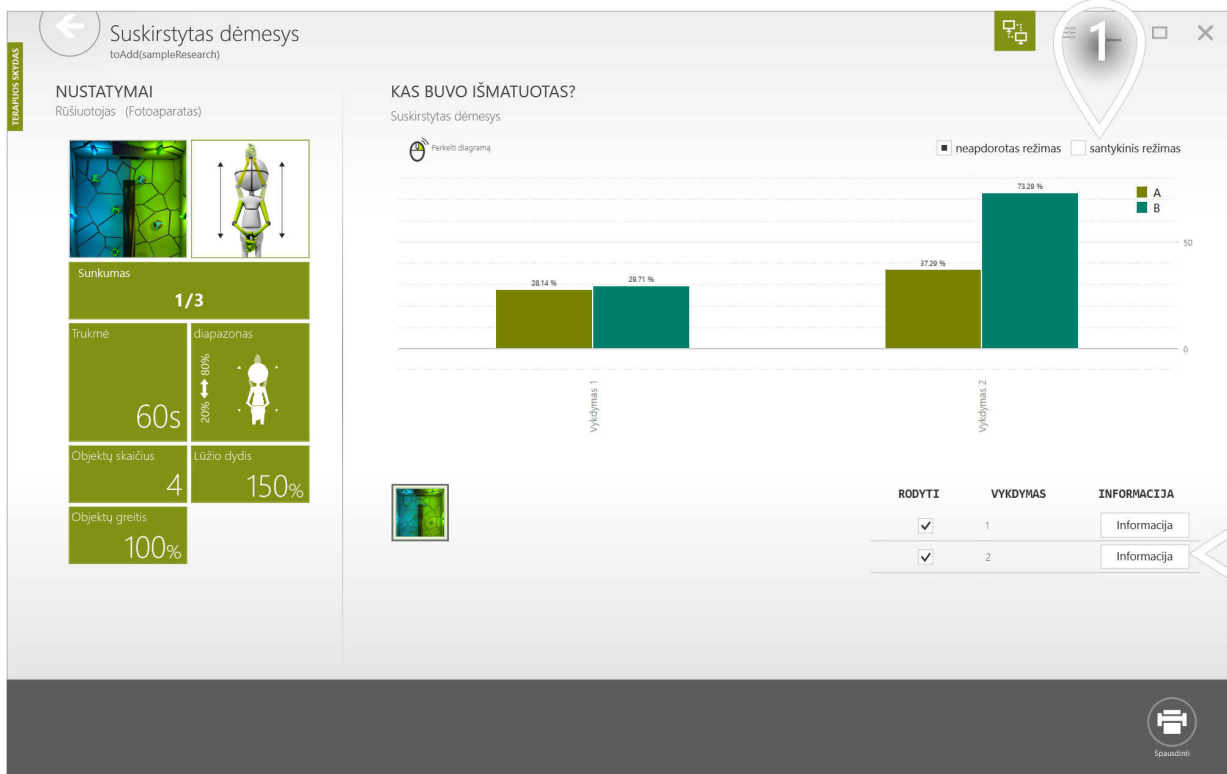 Suskirstytas dėmesys
toAdd(sampleResearch)
1
TERAPIJOS SKYDAS
NUSTATYMAI
Rūšiuotojas (Fotoaparatas)
Sunkumas
1/3
Trukmė
60s
diapazonas
20% 80%
Objektų skaičius
4
Lūžio dydis
150%
Objektų greitis
100%
KAS BUVO IŠMATUOTAS?
Suskirstytas dėmesys
Perkelti diagramą
neapdorotas režimas
santykinis režimas
A
B
28.14 %
29.71 %
37.29 %
73.29 %
50
0
Vykdymas 1
Vykdymas 2
RODYTI VYKDYMAS INFORMACIJA
1 Informacija
2 Informacija
Spausdinti